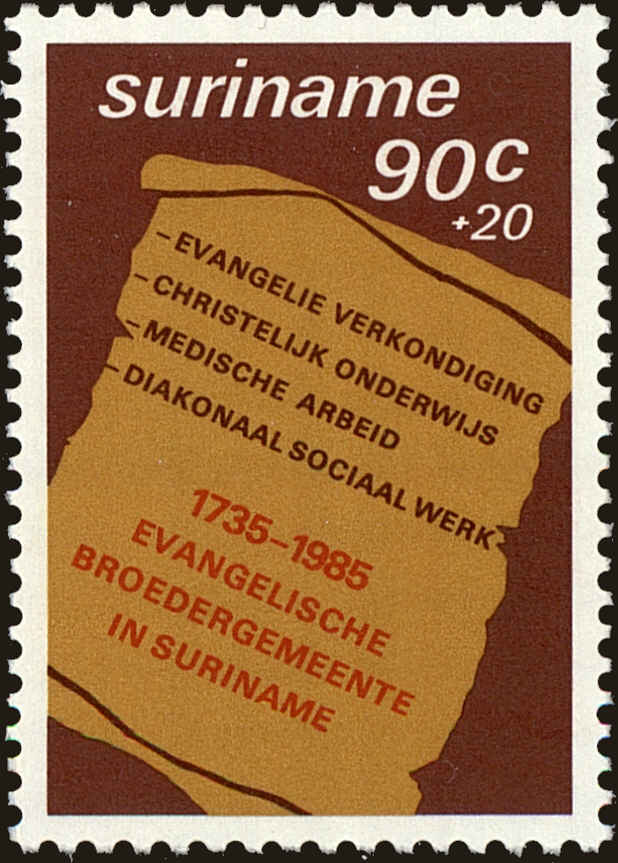 suriname
90c
+20
–EVANGELIE VERKONDIGING
–CHRISTELIJK ONDERWIJS
–MEDISCHE ARBEID
–DIAKONAAL SOCIAAL WERK
1735–1985
EVANGELISCHE
BROEDERGEMEENTE
IN SURINAME